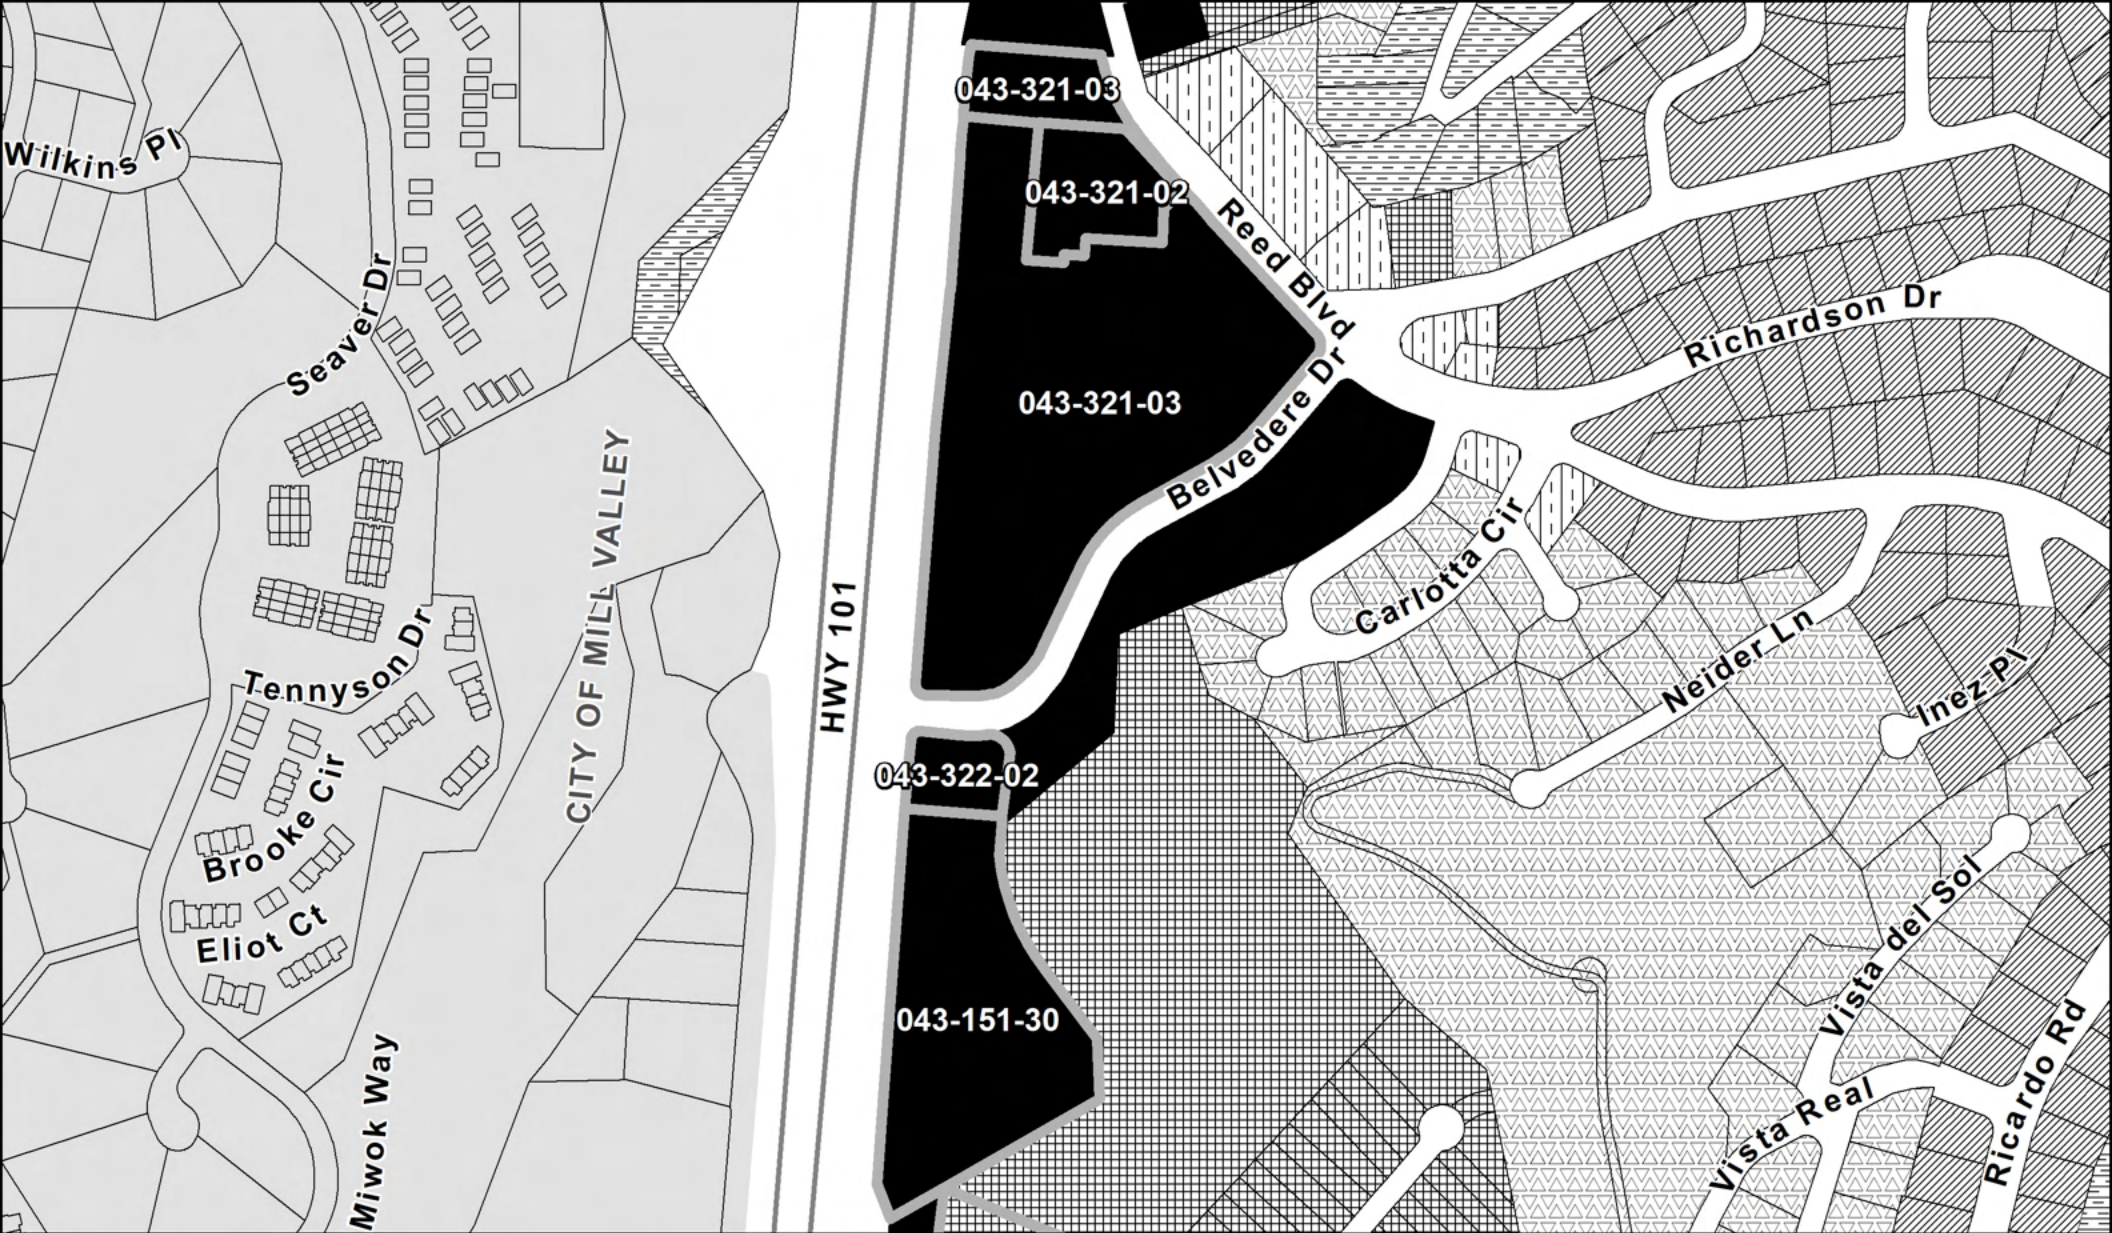 043-321-03
Wilkins Pl
043-321-02
Reed Blvd
Seaver Dr
Richardson Dr
043-321-03
Belvedere Dr
CITY OF MILL VALLEY
Carlotta Cir
HWY 101
Neider Ln
Tennyson Dr
Inez Pl
043-322-02
Brooke Cir
Vista del Sol
Eliot Ct
043-151-30
Ricardo Rd
Vista Real
Miwok Way